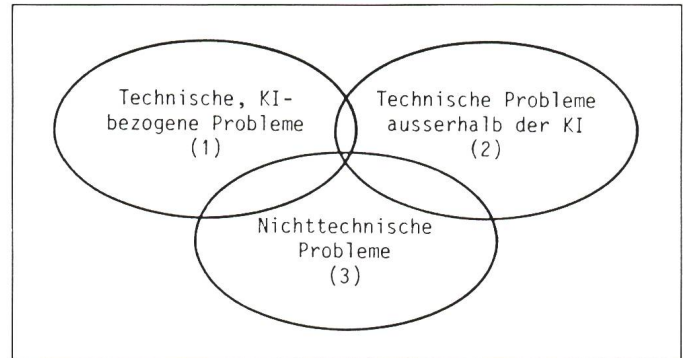 Technische, KI-
bezogene Probleme
(1)
Technische Probleme
ausserhalb der KI
(2)
Nichttechnische
Probleme
(3)